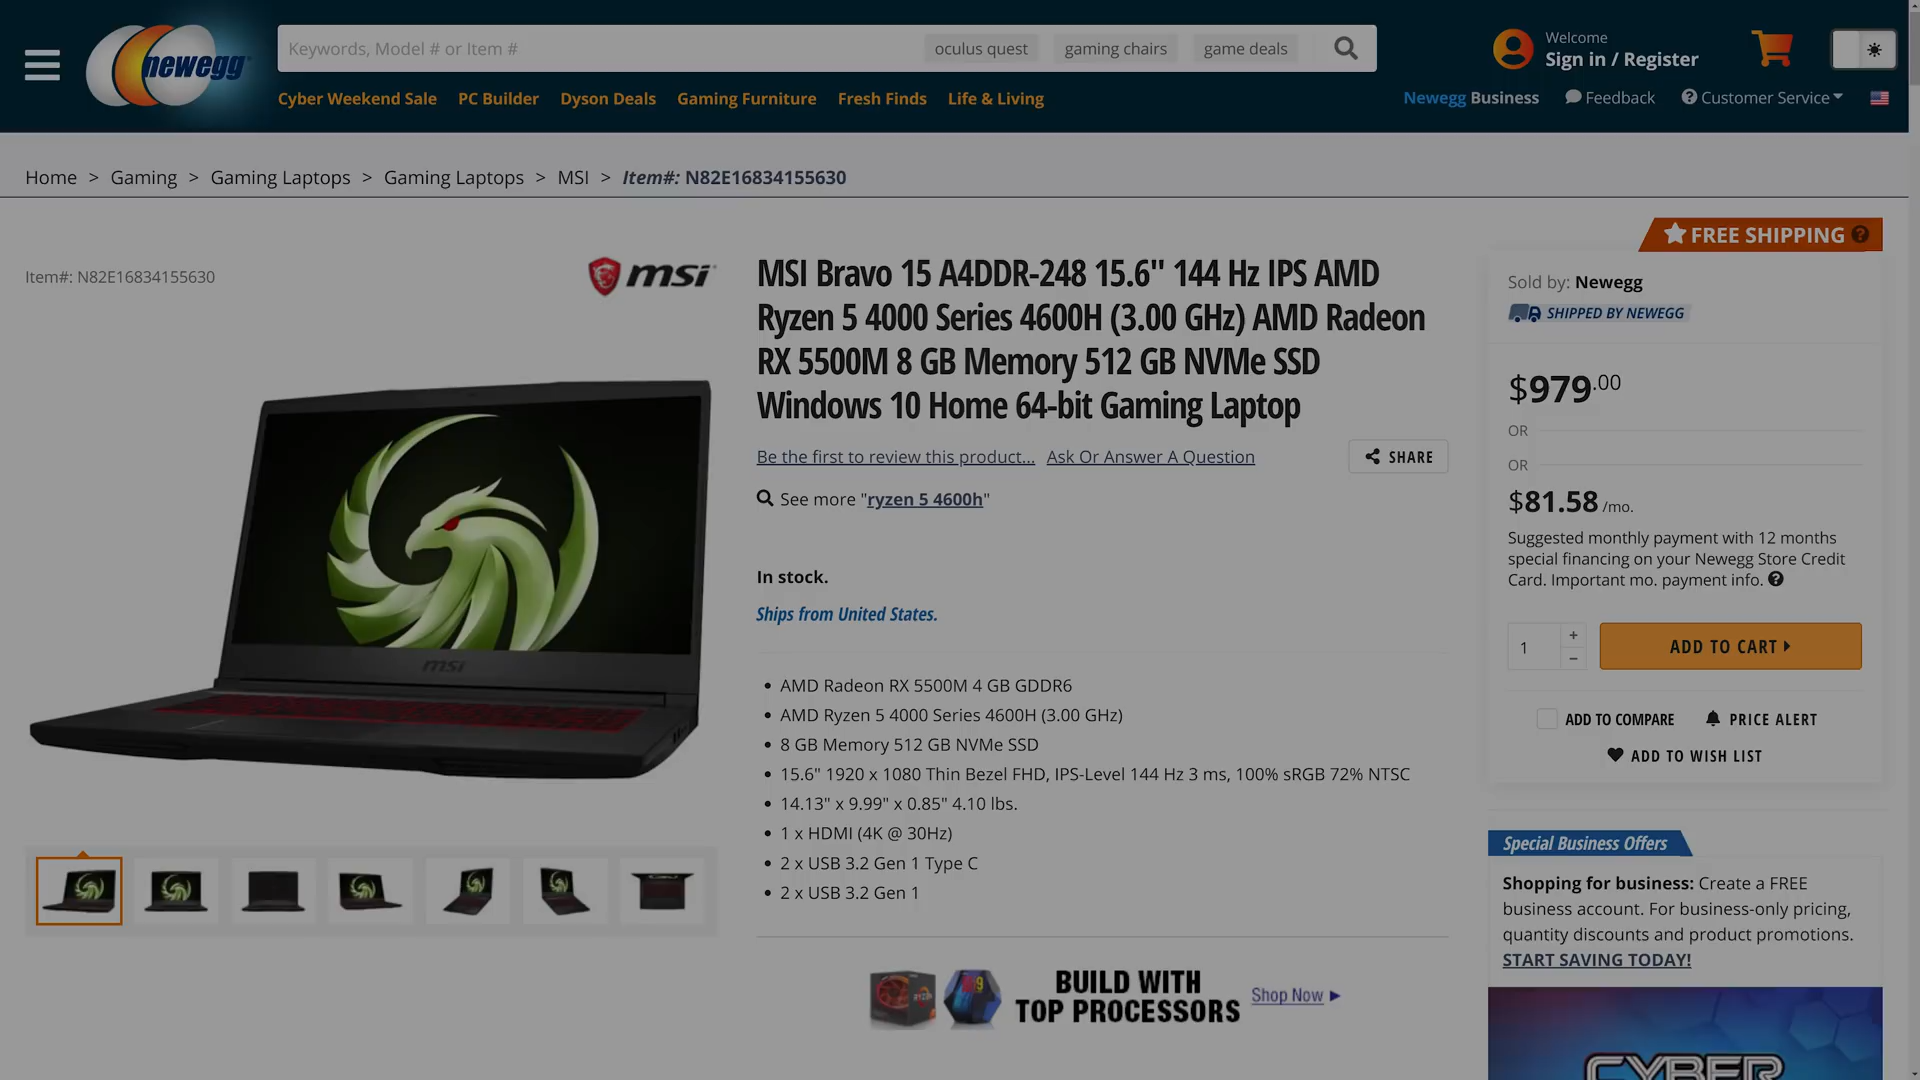 newegg
Keywords, Model # or Item #
oculus quest
gaming chairs
game deals
Welcome
Sign in / Register
Cyber Weekend Sale
PC Builder
Dyson Deals
Gaming Furniture
Fresh Finds
Life & Living
Newegg Business
Feedback
Customer Service
Home > Gaming > Gaming Laptops > Gaming Laptops > MSI > Item#: N82E16834155630
FREE SHIPPING
Item#: N82E16834155630
msi
MSI Bravo 15 A4DDR-248 15.6" 144 Hz IPS AMD
Ryzen 5 4000 Series 4600H (3.00 GHz) AMD Radeon
RX 5500M 8 GB Memory 512 GB NVMe SSD
Windows 10 Home 64-bit Gaming Laptop
Be the first to review this product...
Ask Or Answer A Question
SHARE
See more "ryzen 5 4600h"
In stock.
Ships from United States.
AMD Radeon RX 5500M 4 GB GDDR6
AMD Ryzen 5 4000 Series 4600H (3.00 GHz)
8 GB Memory 512 GB NVMe SSD
15.6" 1920 x 1080 Thin Bezel FHD, IPS-Level 144 Hz 3 ms, 100% sRGB 72% NTSC
14.13" x 9.99" x 0.85" 4.10 lbs.
1 x HDMI (4K @ 30Hz)
2 x USB 3.2 Gen 1 Type C
2 x USB 3.2 Gen 1
msi
BUILD WITH
TOP PROCESSORS
Shop Now
RYZEN
i9
Sold by: Newegg
SHIPPED BY NEWEGG
$979.00
OR
OR
$81.58 /mo.
Suggested monthly payment with 12 months
special financing on your Newegg Store Credit
Card. Important mo. payment info.
1
+
-
ADD TO CART
ADD TO COMPARE
PRICE ALERT
ADD TO WISH LIST
Special Business Offers
Shopping for business: Create a FREE
business account. For business-only pricing,
quantity discounts and product promotions.
START SAVING TODAY!
CYBER